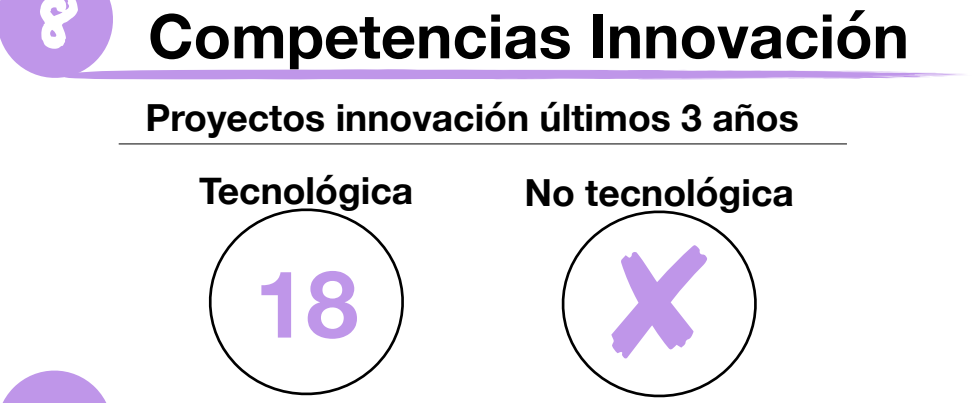 8
Competencias Innovación
Proyectos innovación últimos 3 años
Tecnológica No tecnológica
18 ✘